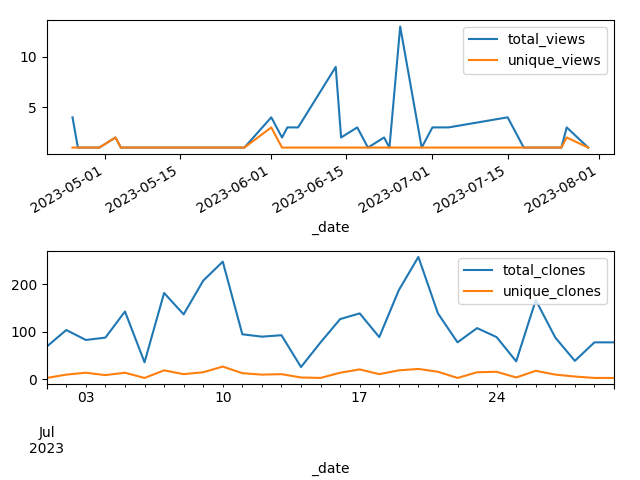 10
5
total_views
unique_views
2023-05-01
2023-05-15
2023-06-01
2023-06-15
2023-07-01
2023-07-15
2023-08-01
_date
200
100
0
total_clones
unique_clones
03
10
17
24
Jul
2023
_date